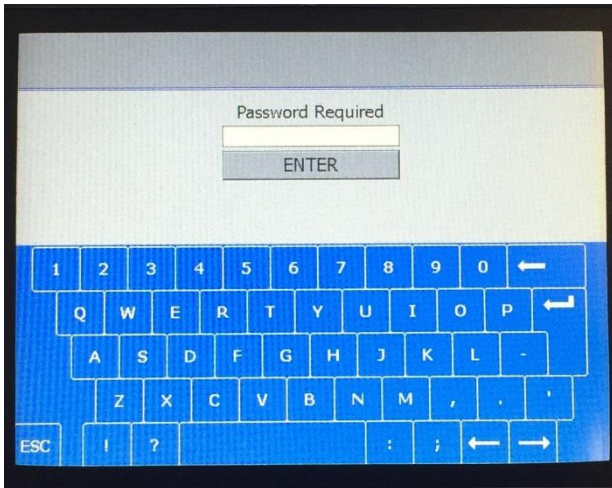 Password Required
ENTER
1 2 3 4 5 6 7 8 9 0 ←
Q W E R T Y U I O P ↵
A S D F G H J K L -
Z X C V B N M , . '
ESC ! ? : ; ← →